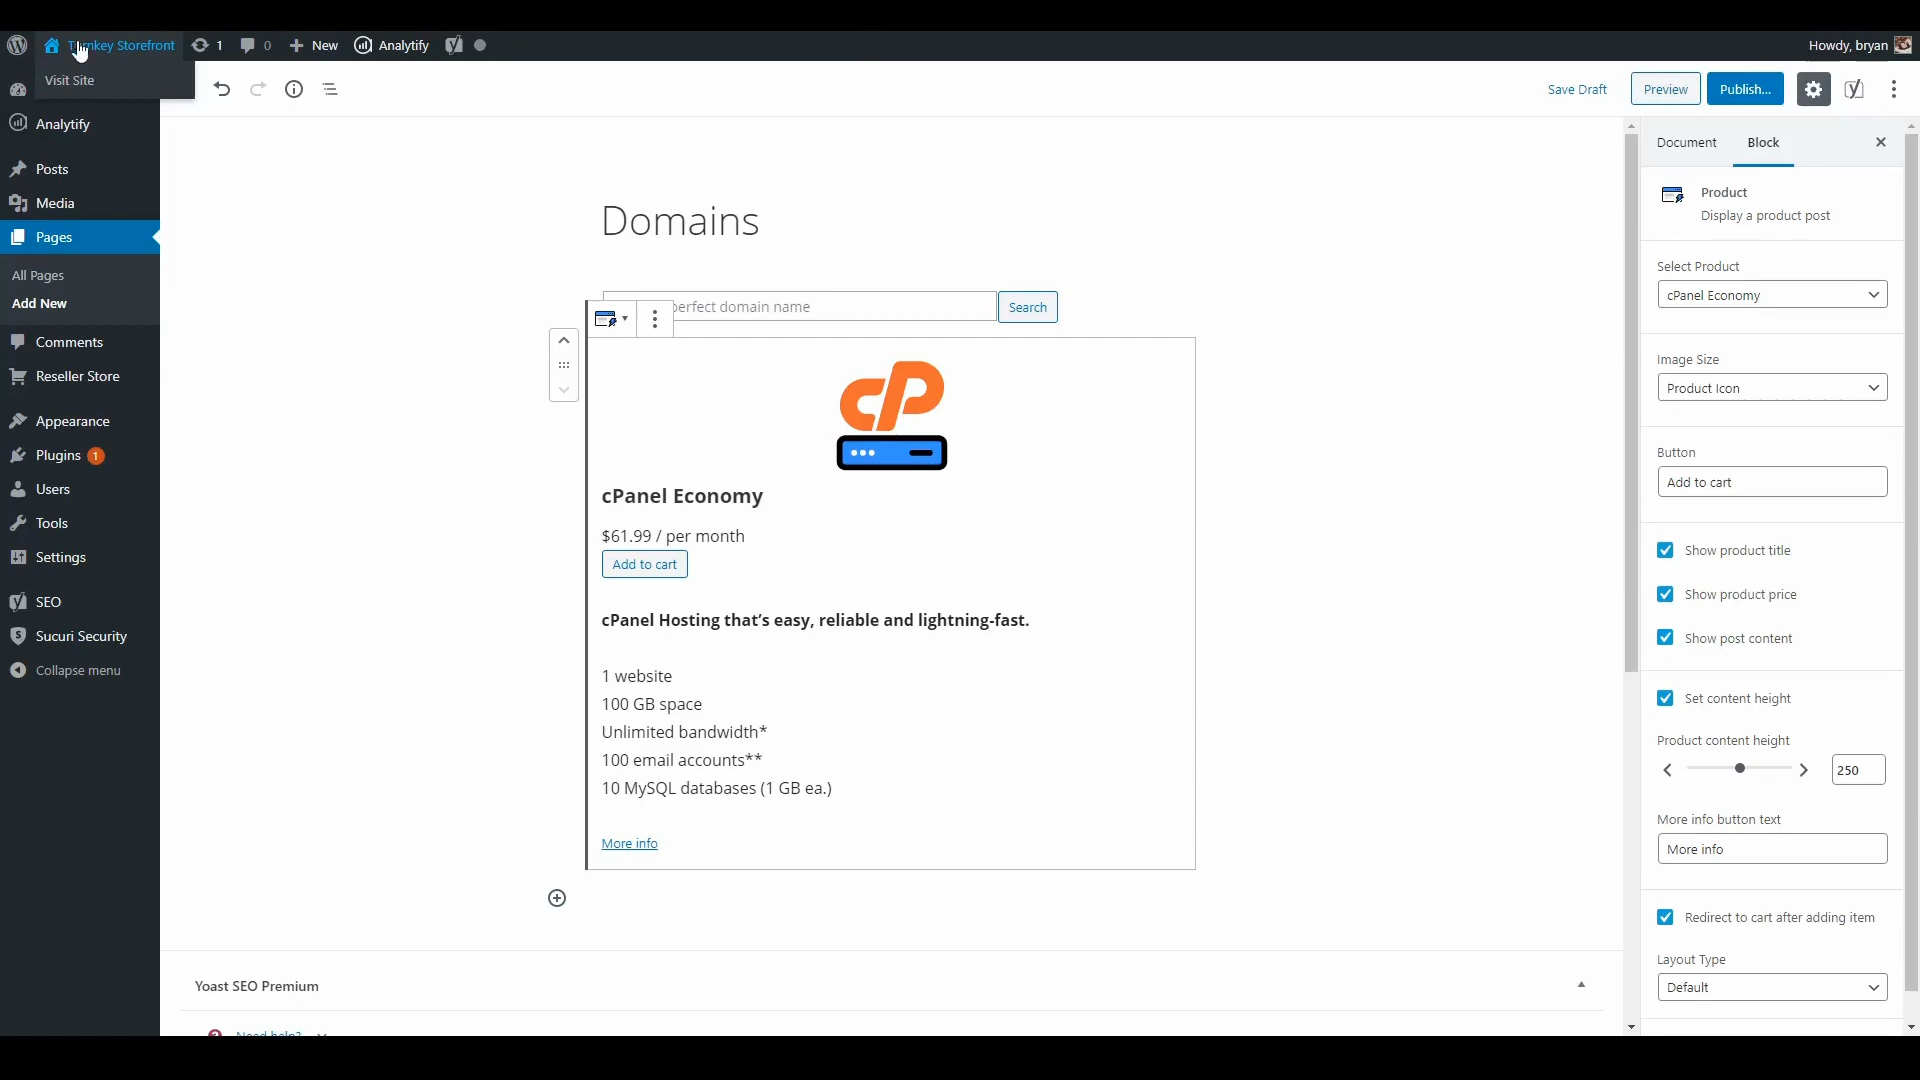 Turnkey Storefront
1
0
New
Analytify
Howdy, bryan
Visit Site
Save Draft
Preview
Publish...
Analytify
Posts
Media
Pages
All Pages
Add New
Comments
Reseller Store
Appearance
Plugins 1
Users
Tools
Settings
SEO
Sucuri Security
Collapse menu
Domains
perfect domain name
Search
cP
cPanel Economy
$61.99 / per month
Add to cart
cPanel Hosting that's easy, reliable and lightning-fast.
1 website
100 GB space
Unlimited bandwidth*
100 email accounts**
10 MySQL databases (1 GB ea.)
More info
Yoast SEO Premium
Need help?
Document
Block
Product
Display a product post
Select Product
cPanel Economy
Image Size
Product Icon
Button
Add to cart
Show product title
Show product price
Show post content
Set content height
Product content height
250
More info button text
More info
Redirect to cart after adding item
Layout Type
Default